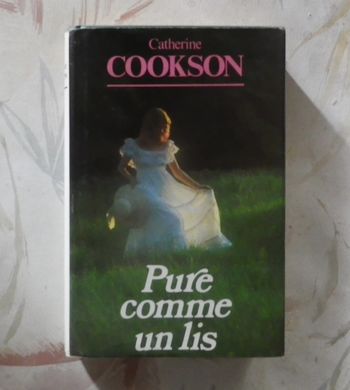 Catherine
COOKSON
Pure
comme
un lis